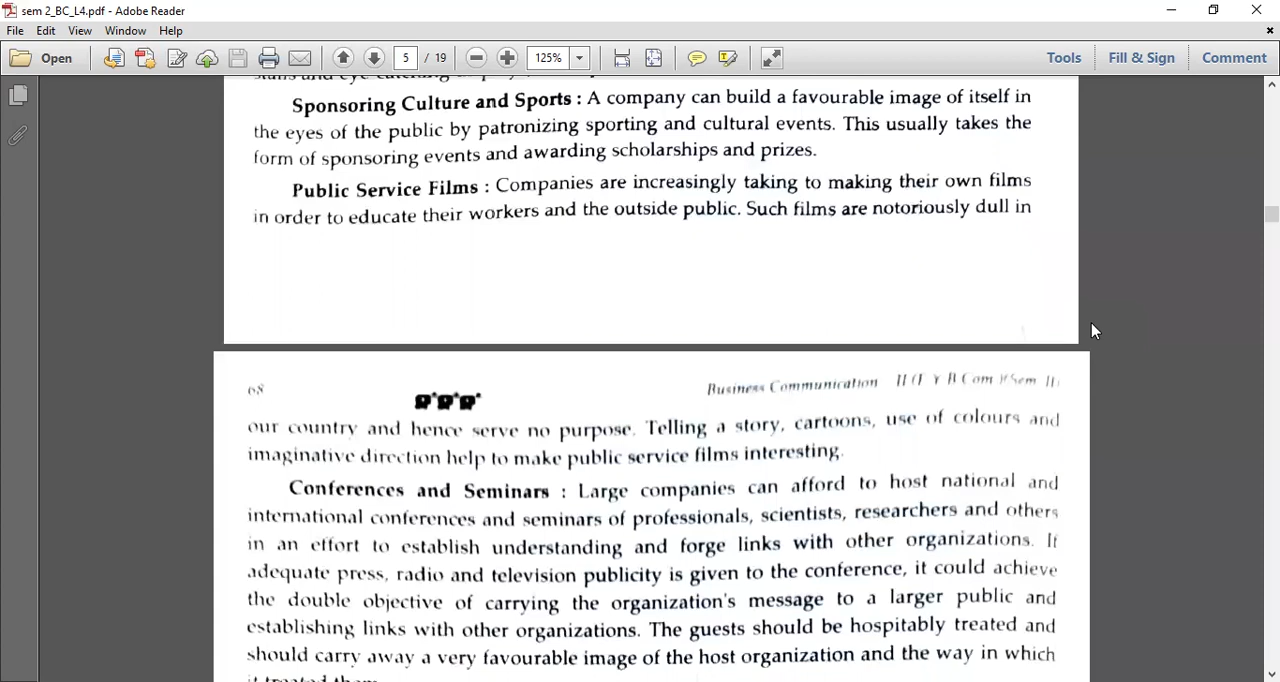 sem 2_BC_L4.pdf - Adobe Reader
File Edit View Window Help
Open 5 / 19 125% Tools Fill & Sign Comment
Sponsoring Culture and Sports : A company can build a favourable image of itself in
the eyes of the public by patronizing sporting and cultural events. This usually takes the
form of sponsoring events and awarding scholarships and prizes.
Public Service Films : Companies are increasingly taking to making their own films
in order to educate their workers and the outside public. Such films are notoriously dull in
68 Business Communication II (F Y B Com )(Sem II)
our country and hence serve no purpose. Telling a story, cartoons, use of colours and
imaginative direction help to make public service films interesting.
Conferences and Seminars : Large companies can afford to host national and
international conferences and seminars of professionals, scientists, researchers and others
in an effort to establish understanding and forge links with other organizations. If
adequate press, radio and television publicity is given to the conference, it could achieve
the double objective of carrying the organization's message to a larger public and
establishing links with other organizations. The guests should be hospitably treated and
should carry away a very favourable image of the host organization and the way in which
it treated them